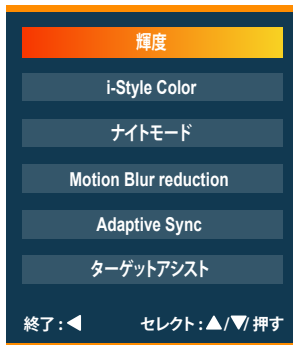 輝度
i-Style Color
ナイトモード
Motion Blur reduction
Adaptive Sync
ターゲットアシスト
終了 : ◀ セレクト : ▲/▼/ 押す